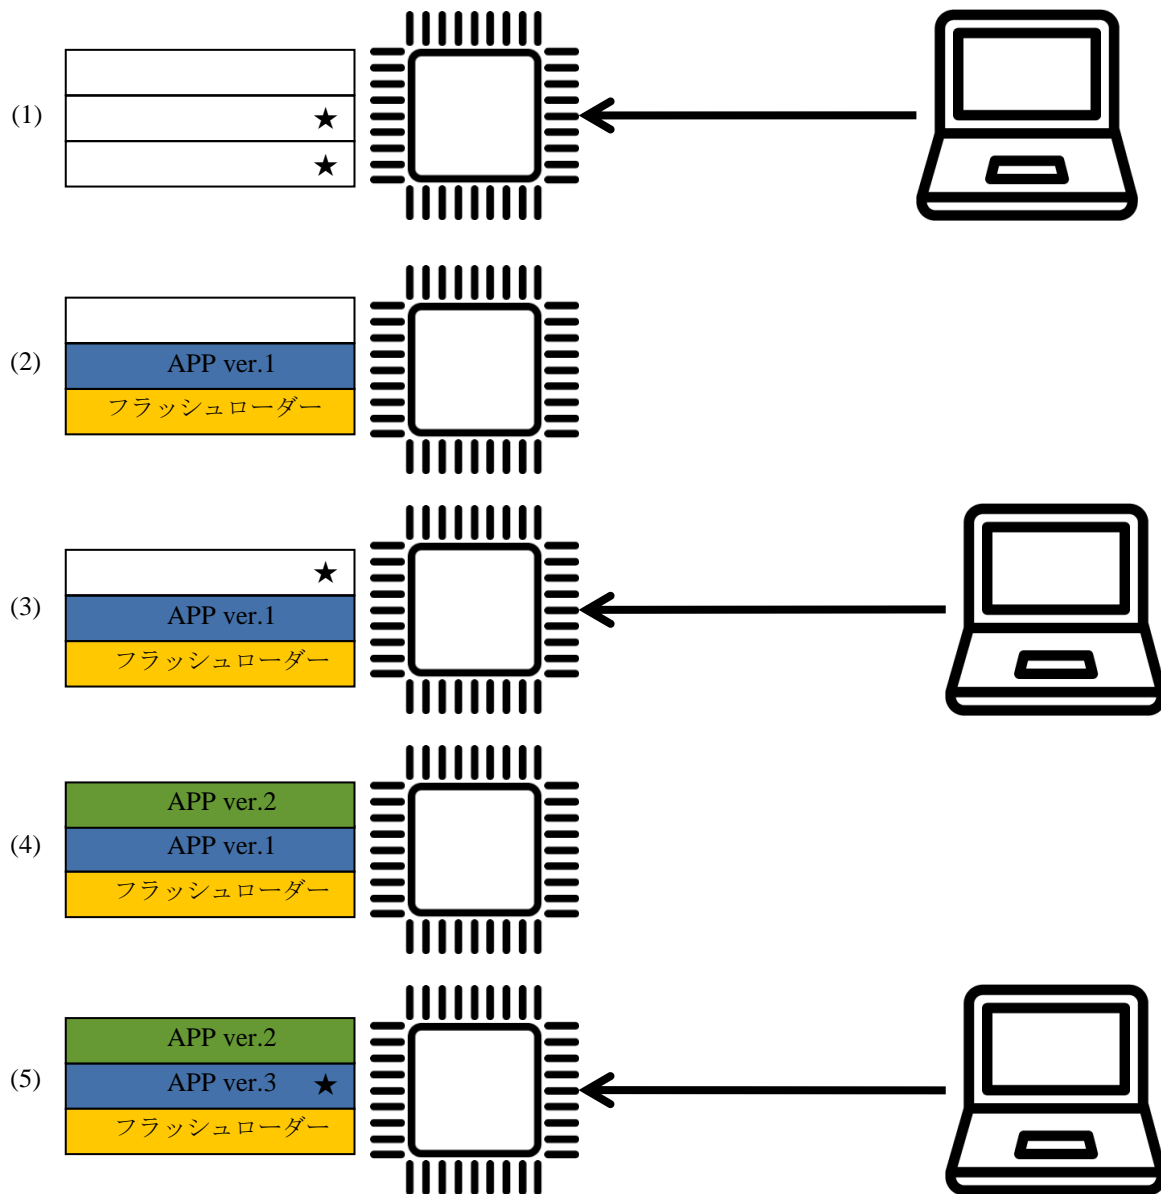 (1)
★
★
(2)
APP ver.1
フラッシュローダー
(3)
★
APP ver.1
フラッシュローダー
(4)
APP ver.2
APP ver.1
フラッシュローダー
(5)
APP ver.2
APP ver.3 ★
フラッシュローダー